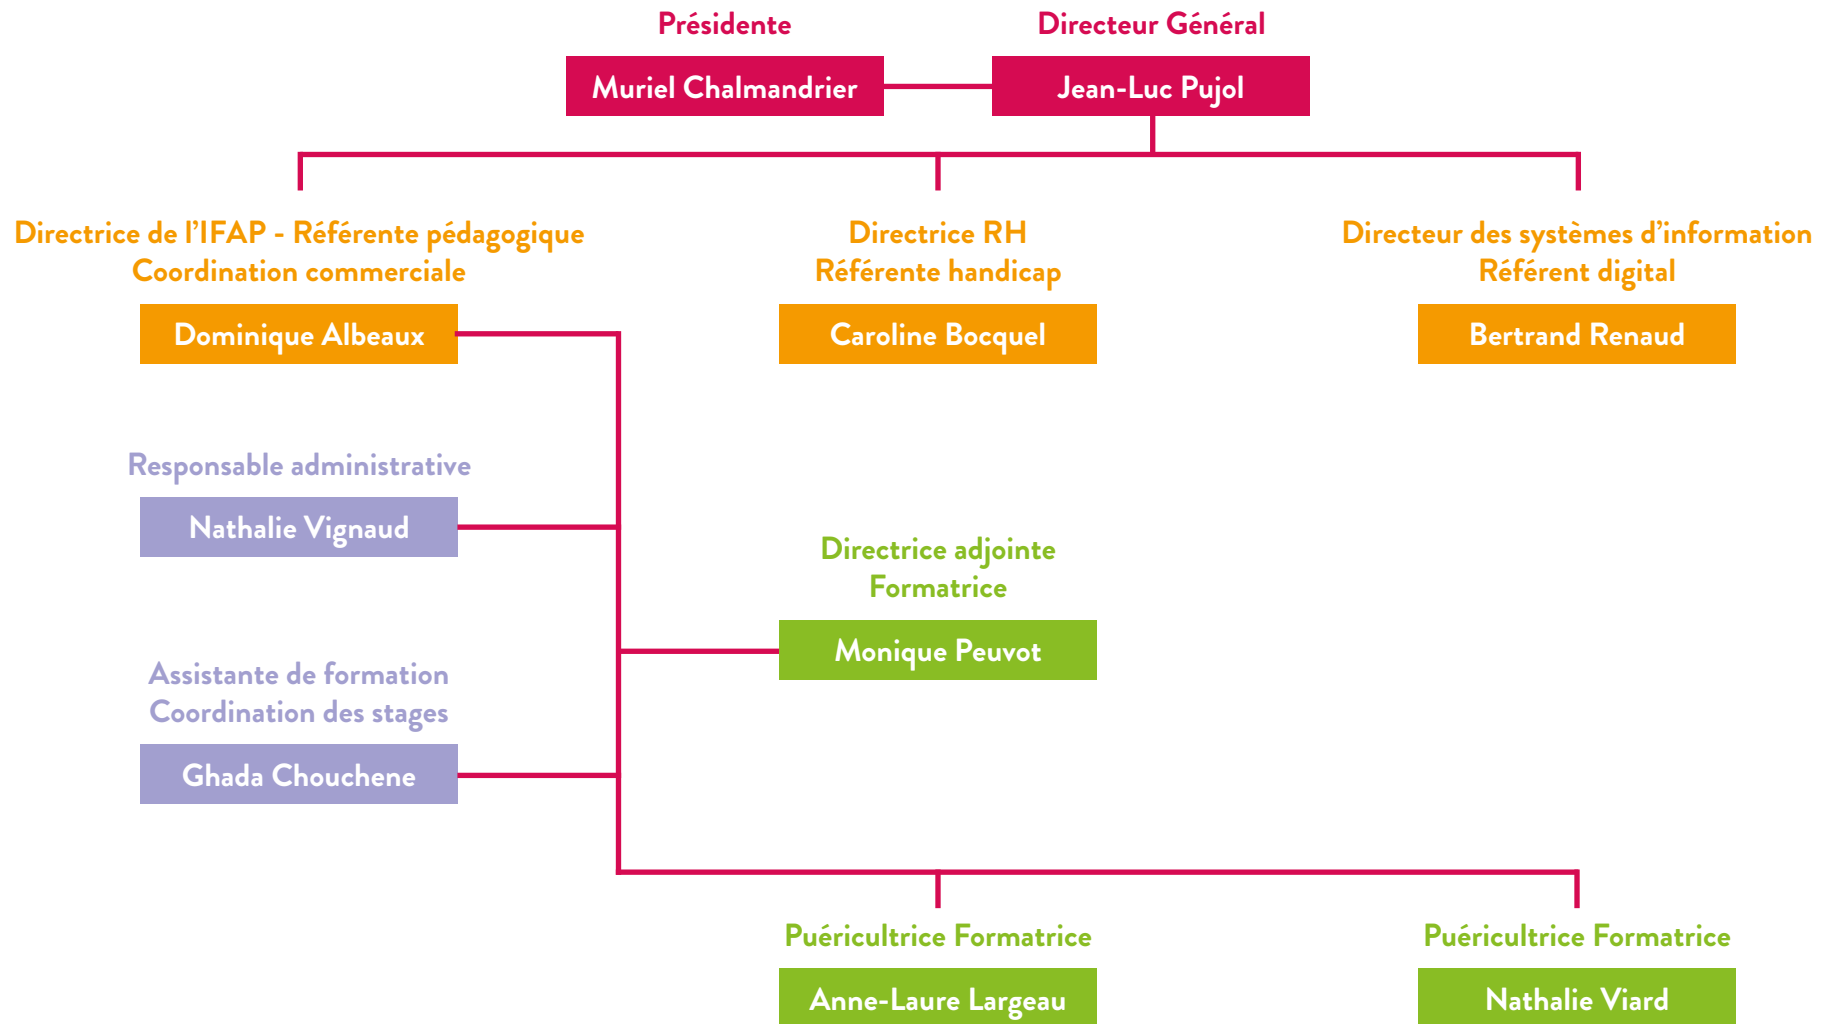 Présidente
Muriel Chalmandrier
Directeur Général
Jean-Luc Pujol
Directrice de l’IFAP - Référente pédagogique
Coordination commerciale
Dominique Albeaux
Directrice RH
Référente handicap
Caroline Bocquel
Directeur des systèmes d’information
Référent digital
Bertrand Renaud
Responsable administrative
Nathalie Vignaud
Directrice adjointe
Formatrice
Monique Peuvot
Assistante de formation
Coordination des stages
Ghada Chouchene
Puéricultrice Formatrice
Anne-Laure Largeau
Puéricultrice Formatrice
Nathalie Viard